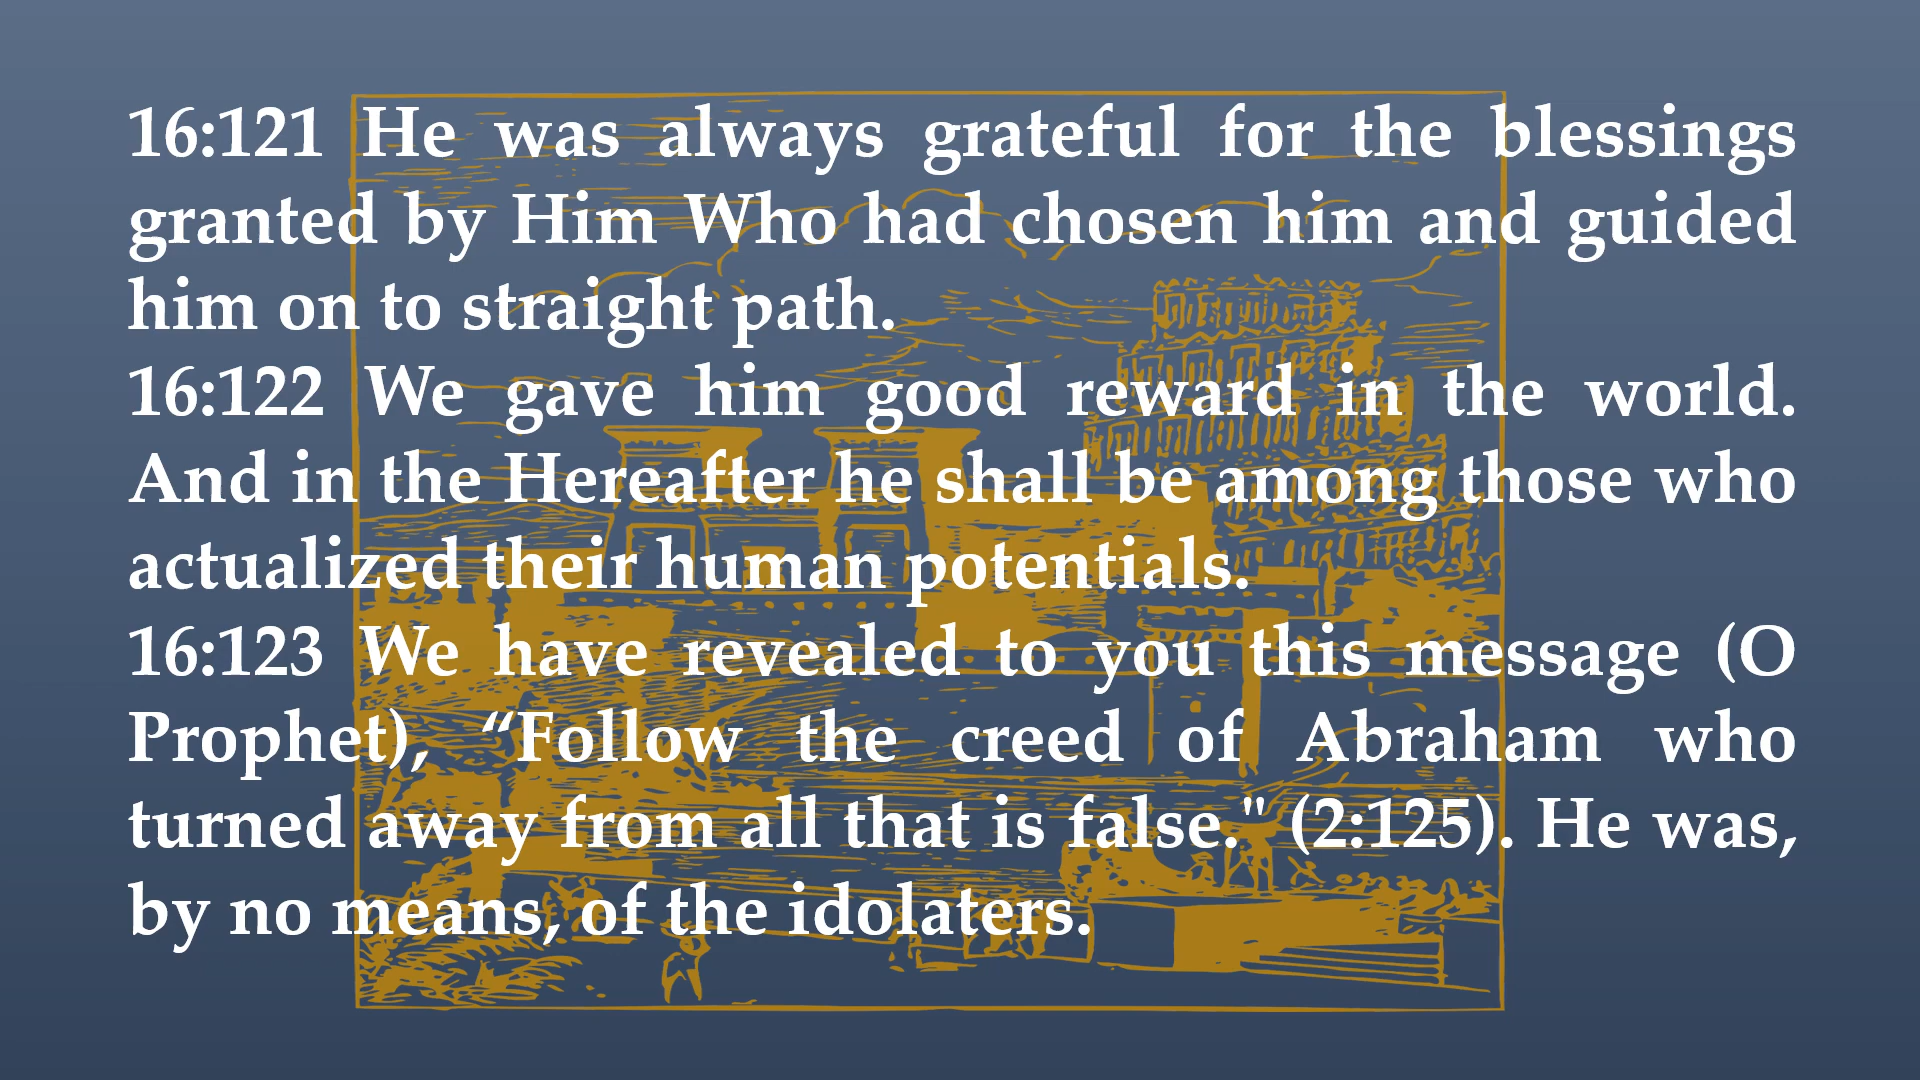 16:121 He was always grateful for the blessings
granted by Him Who had chosen him and guided
him on to straight path.
16:122 We gave him good reward in the world.
And in the Hereafter he shall be among those who
actualized their human potentials.
16:123 We have revealed to you this message (O
Prophet), “Follow the creed of Abraham who
turned away from all that is false." (2:125). He was,
by no means, of the idolaters.